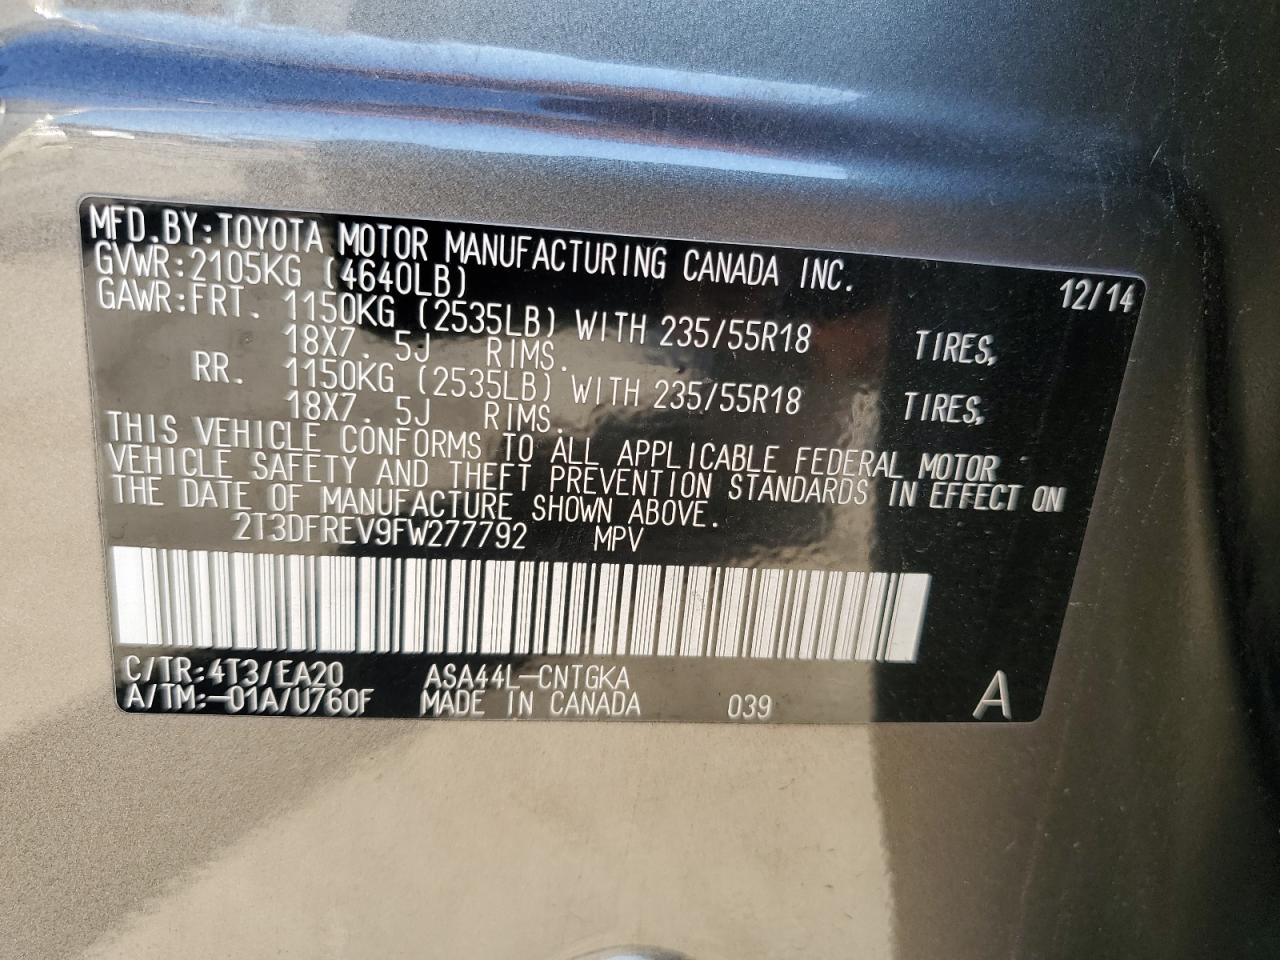 MFD.BY:TOYOTA MOTOR MANUFACTURING CANADA INC.
GVWR:2105KG (4640LB) 12/14
GAWR:FRT. 1150KG (2535LB) WITH 235/55R18 TIRES,
18X7.5J RIMS.
RR. 1150KG (2535LB) WITH 235/55R18 TIRES,
18X7.5J RIMS.
THIS VEHICLE CONFORMS TO ALL APPLICABLE FEDERAL MOTOR
VEHICLE SAFETY AND THEFT PREVENTION STANDARDS IN EFFECT ON
THE DATE OF MANUFACTURE SHOWN ABOVE.
2T3DFREV9FW277792 MPV
C/TR:4T3/EA20 ASA44L-CNTGKA
A/TM:-01A/U760F MADE IN CANADA 039 A